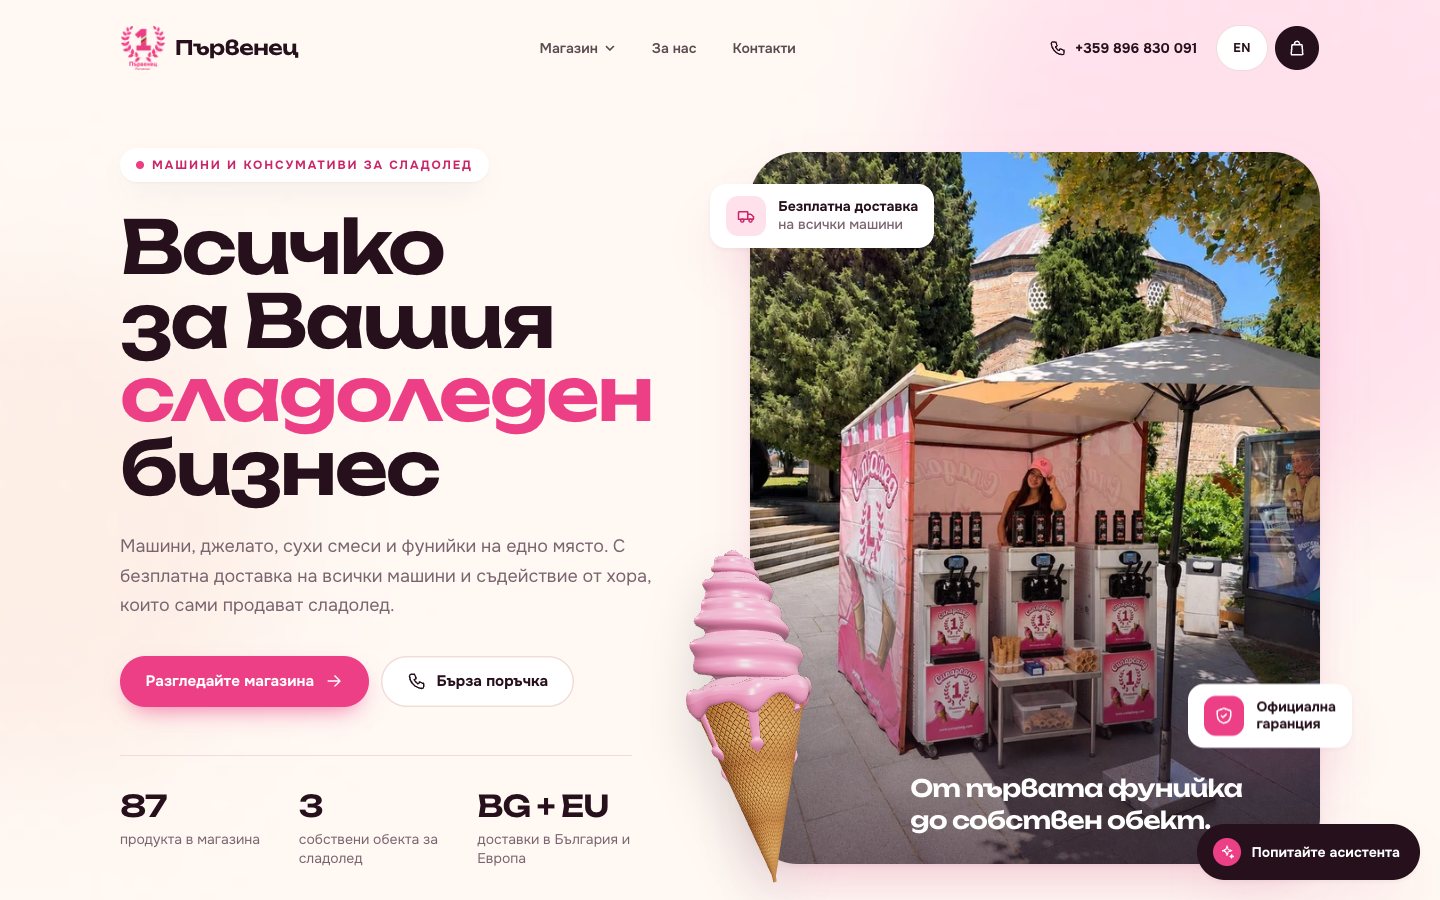 Първенец
Магазин
За нас
Контакти
+359 896 830 091
EN
МАШИНИ И КОНСУМАТИВИ ЗА СЛАДОЛЕД
Всичко
за Вашия
сладоледен
бизнес
Машини, джелато, сухи смеси и фунийки на едно място. С
безплатна доставка на всички машини и съдействие от хора,
които сами продават сладолед.
Разгледайте магазина
Бърза поръчка
87
продукта в магазина
3
собствени обекта за
сладолед
BG + EU
доставки в България и
Европа
Безплатна доставка
на всички машини
Сладолед
1
Официална
гаранция
От първата фунийка
до собствен обект.
Попитайте асистента